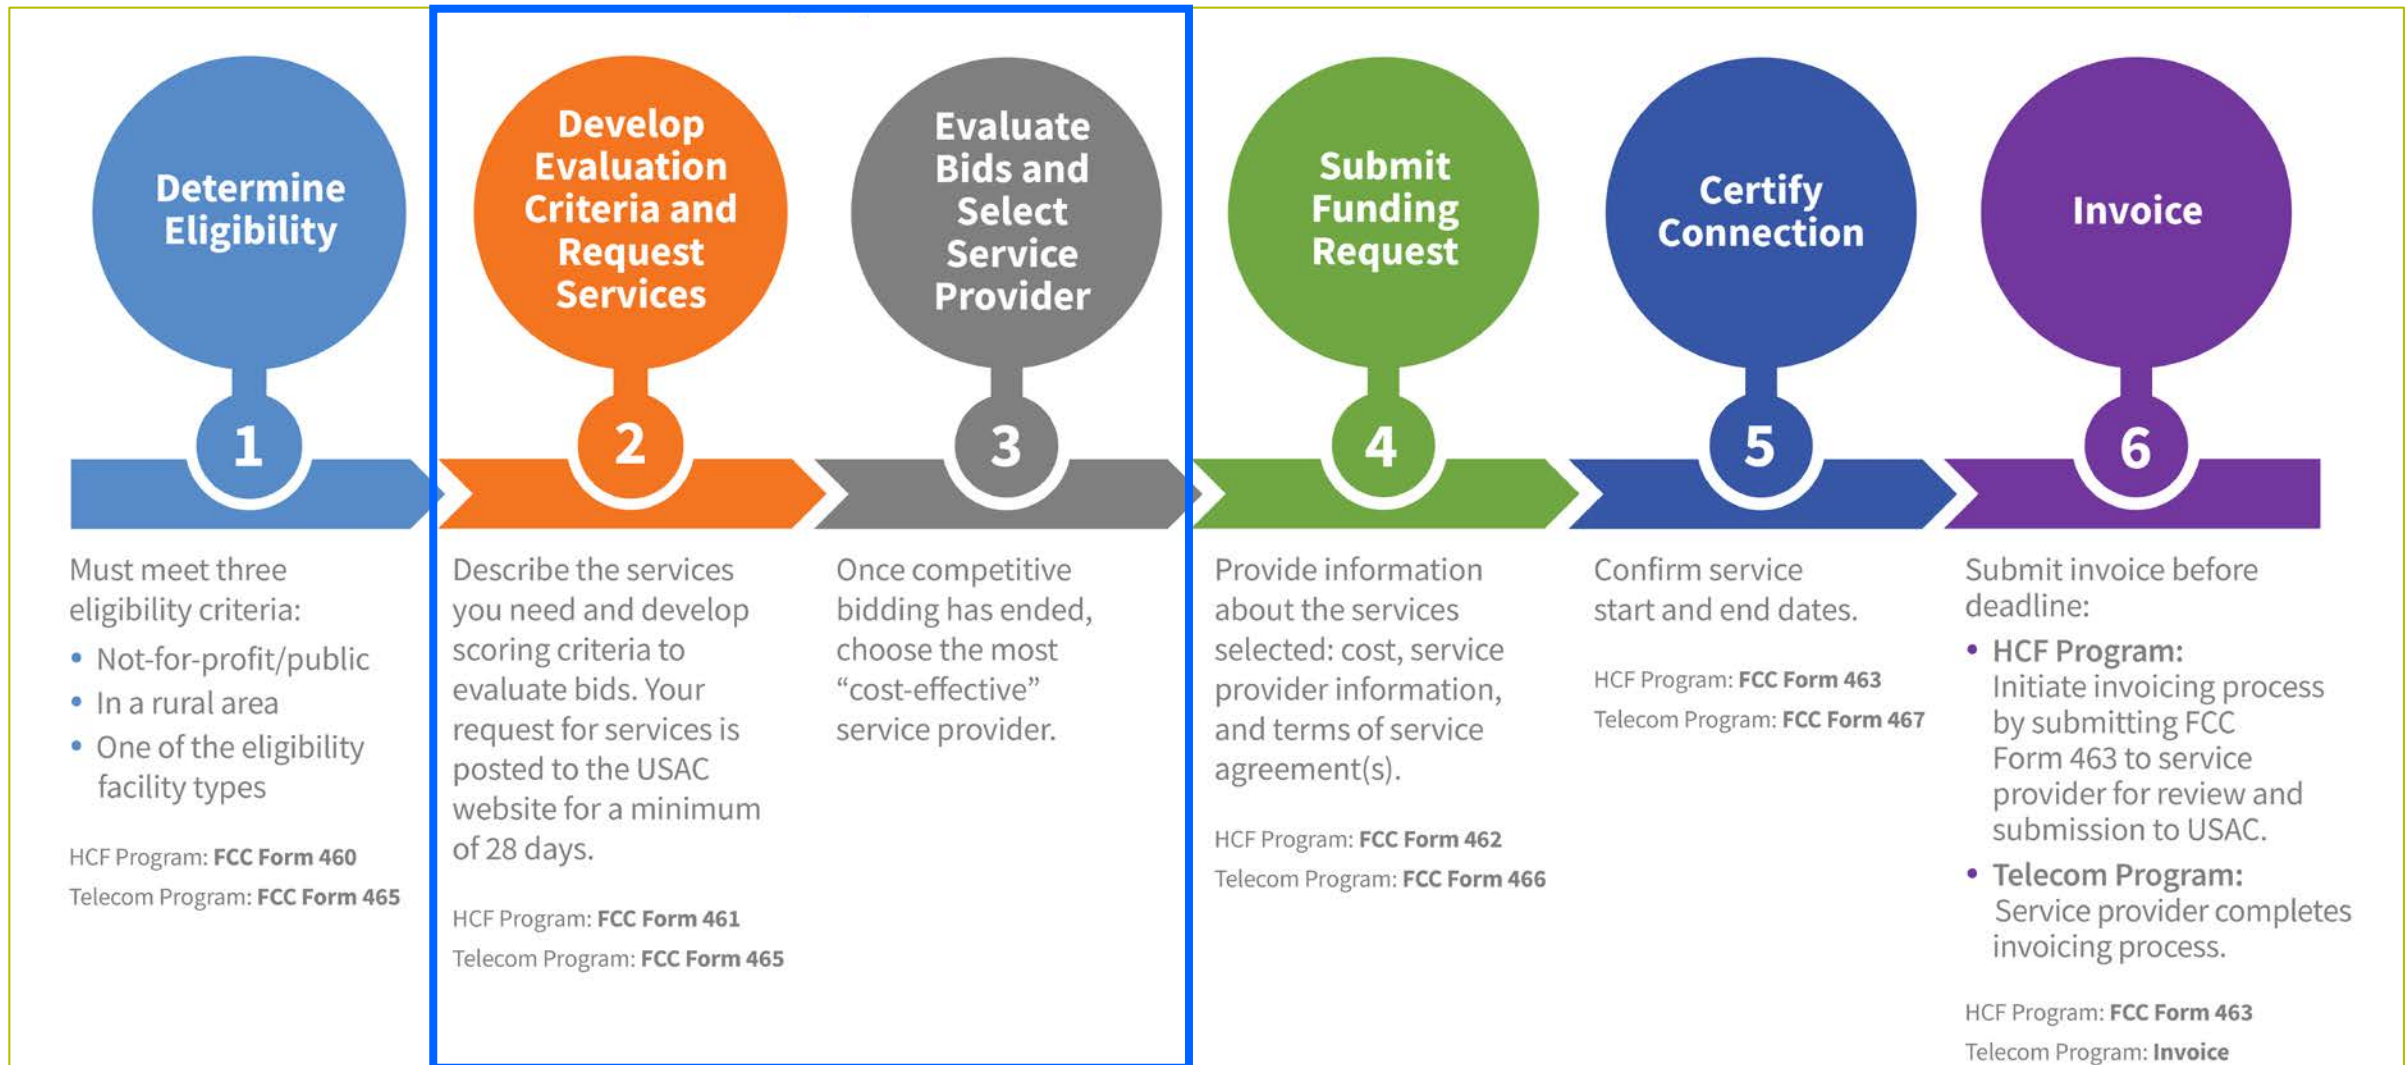 Determine
Eligibility
1
Must meet three
eligibility criteria:
• Not-for-profit/public
• In a rural area
• One of the eligibility
facility types
HCF Program: FCC Form 460
Telecom Program: FCC Form 465
Develop
Evaluation
Criteria and
Request
Services
2
Describe the services
you need and develop
scoring criteria to
evaluate bids. Your
request for services is
posted to the USAC
website for a minimum
of 28 days.
HCF Program: FCC Form 461
Telecom Program: FCC Form 465
Evaluate
Bids and
Select
Service
Provider
3
Once competitive
bidding has ended,
choose the most
“cost-effective”
service provider.
Submit
Funding
Request
4
Provide information
about the services
selected: cost, service
provider information,
and terms of service
agreement(s).
HCF Program: FCC Form 462
Telecom Program: FCC Form 466
Certify
Connection
5
Confirm service
start and end dates.
HCF Program: FCC Form 463
Telecom Program: FCC Form 467
Invoice
6
Submit invoice before
deadline:
• HCF Program:
Initiate invoicing process
by submitting FCC
Form 463 to service
provider for review and
submission to USAC.
• Telecom Program:
Service provider completes
invoicing process.
HCF Program: FCC Form 463
Telecom Program: Invoice